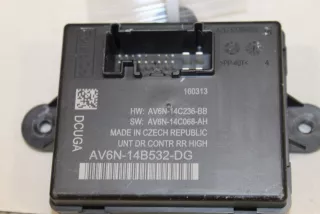 160313
HW: AV6N-14C236-BB
SW: AV6N-14C068-AH
MADE IN CZECH REPUBLIC
UNT DR CONTR RR HIGH
AV6N-14B532-DG
DCUGA